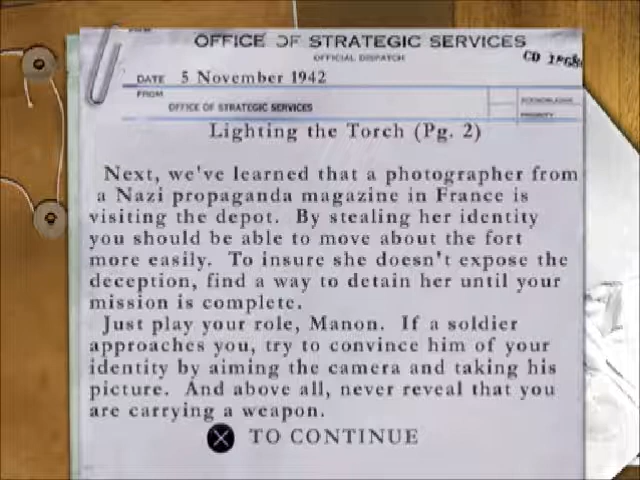 OFFICE OF STRATEGIC SERVICES
OFFICIAL DISPATCH
DATE 5 November 1942
FROM
OFFICE OF STRATEGIC SERVICES
PRIORITY
Lighting the Torch (Pg. 2)
Next, we've learned that a photographer from
a Nazi propaganda magazine in France is
visiting the depot. By stealing her identity
you should be able to move about the fort
more easily. To insure she doesn't expose the
deception, find a way to detain her until your
mission is complete.
Just play your role, Manon. If a soldier
approaches you, try to convince him of your
identity by aiming the camera and taking his
picture. And above all, never reveal that you
are carrying a weapon.
TO CONTINUE